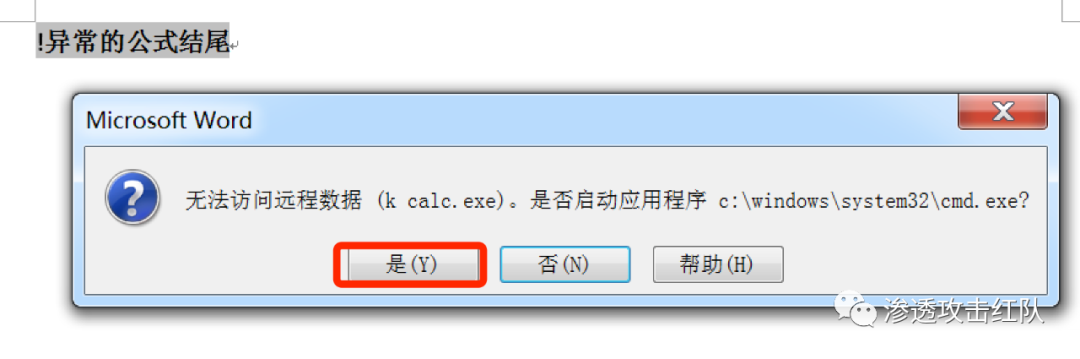 !异常的公式结尾
Microsoft Word
无法访问远程数据 (k calc.exe)。是否启动应用程序 c:\windows\system32\cmd.exe?
是(Y) 否(N) 帮助(H)
渗透攻击红队